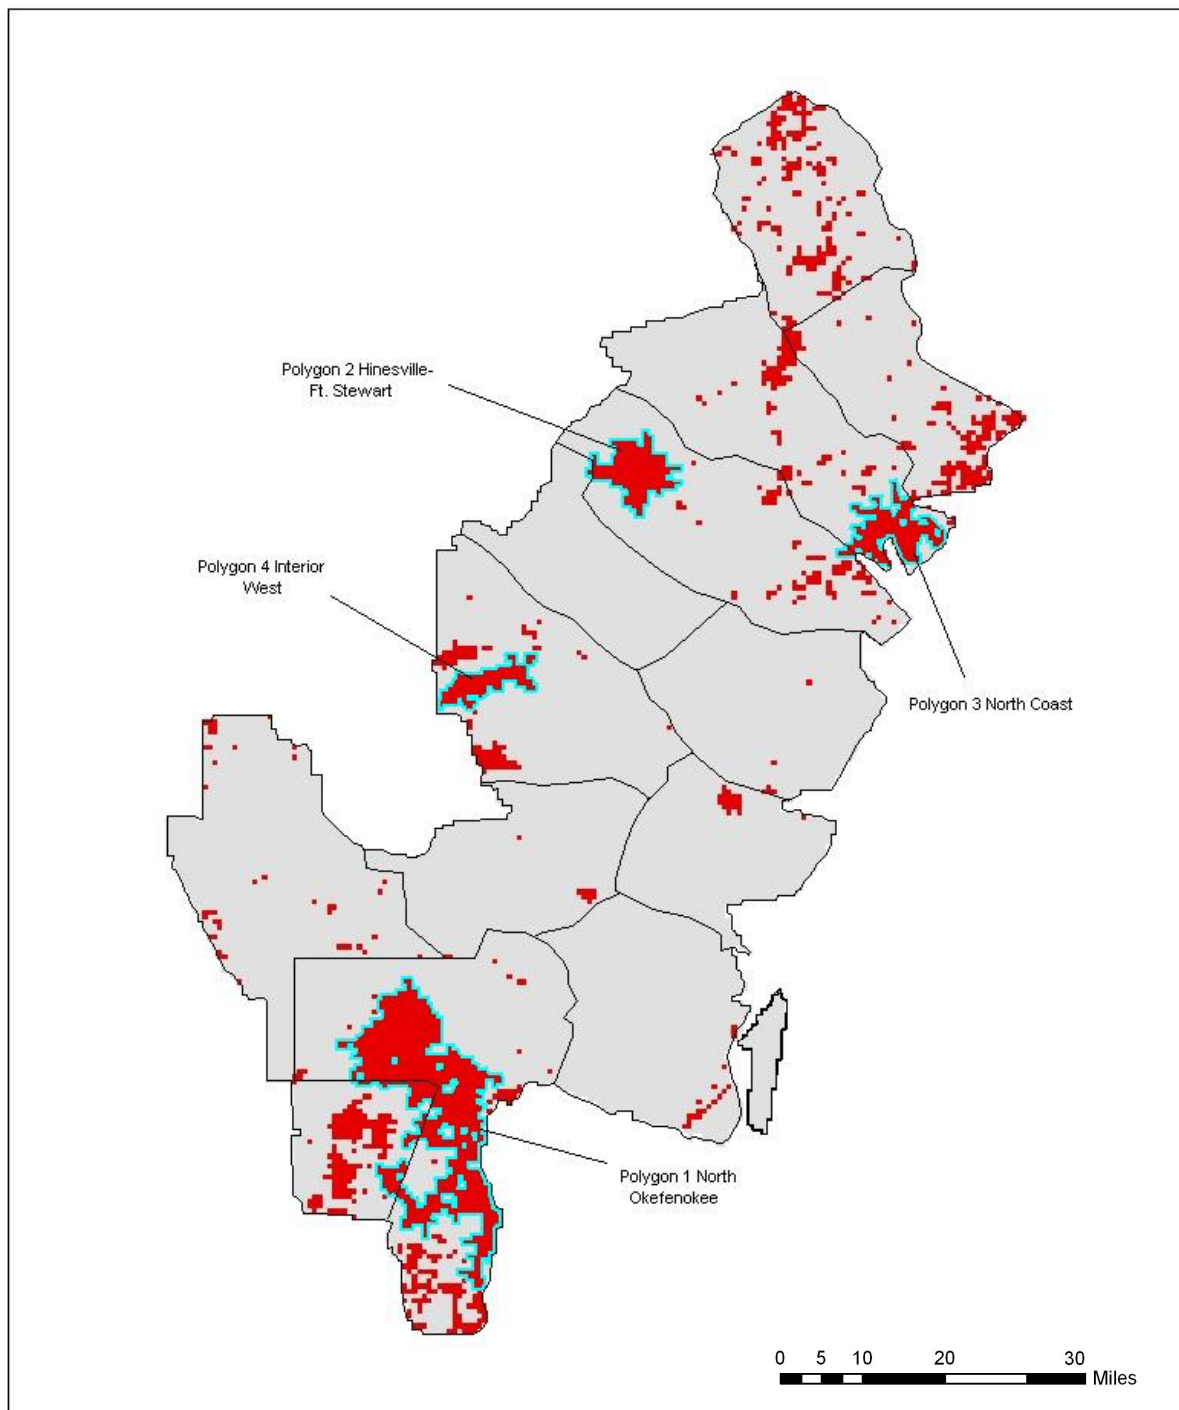 Polygon 2 Hinesville-
Ft. Stewart
Polygon 4 Interior
West
Polygon 3 North Coast
Polygon 1 North
Okefenokee
0 5 10 20 30
Miles